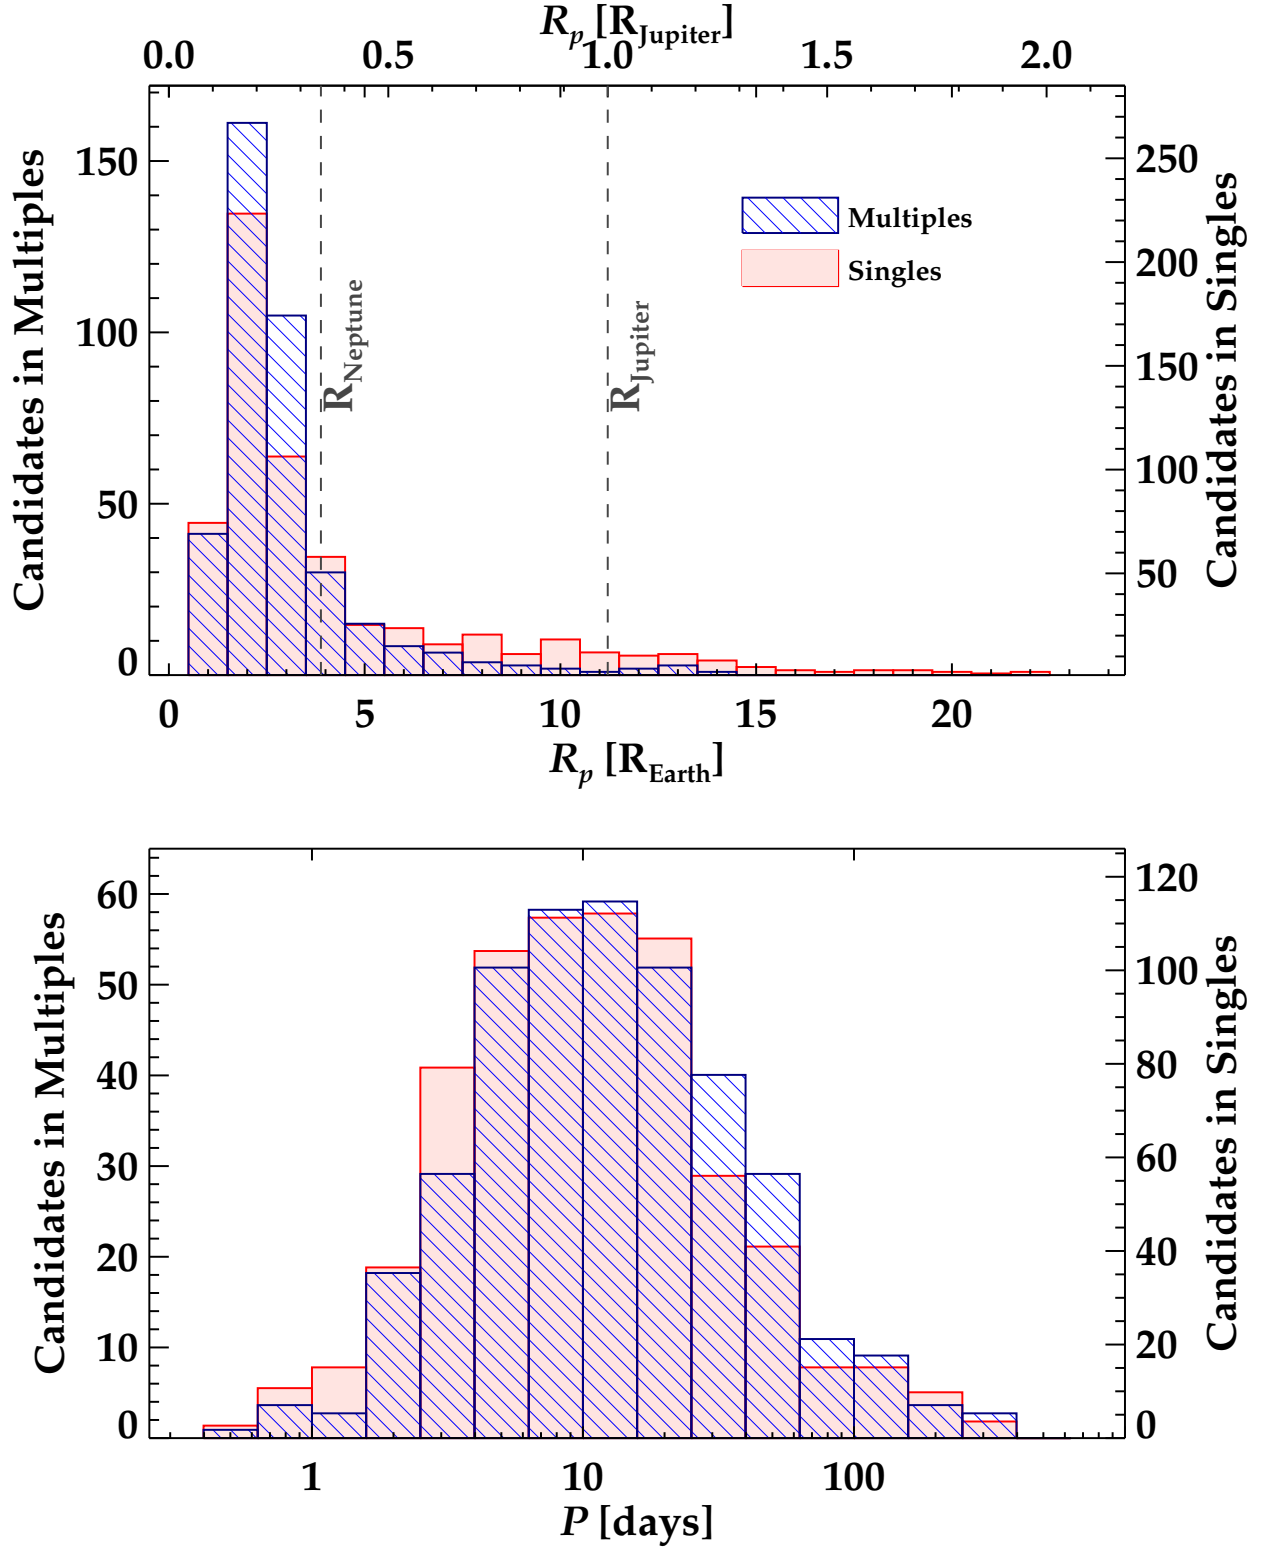 R_p [R_Jupiter]
0.0 0.5 1.0 1.5 2.0
Candidates in Multiples
150
100
50
0
250
200
150
100
50
Candidates in Singles
Multiples
Singles
R_Neptune
R_Jupiter
0 5 10 15 20
R_p [R_Earth]
Candidates in Multiples
60
50
40
30
20
10
0
120
100
80
60
40
20
0
Candidates in Singles
1 10 100
P [days]